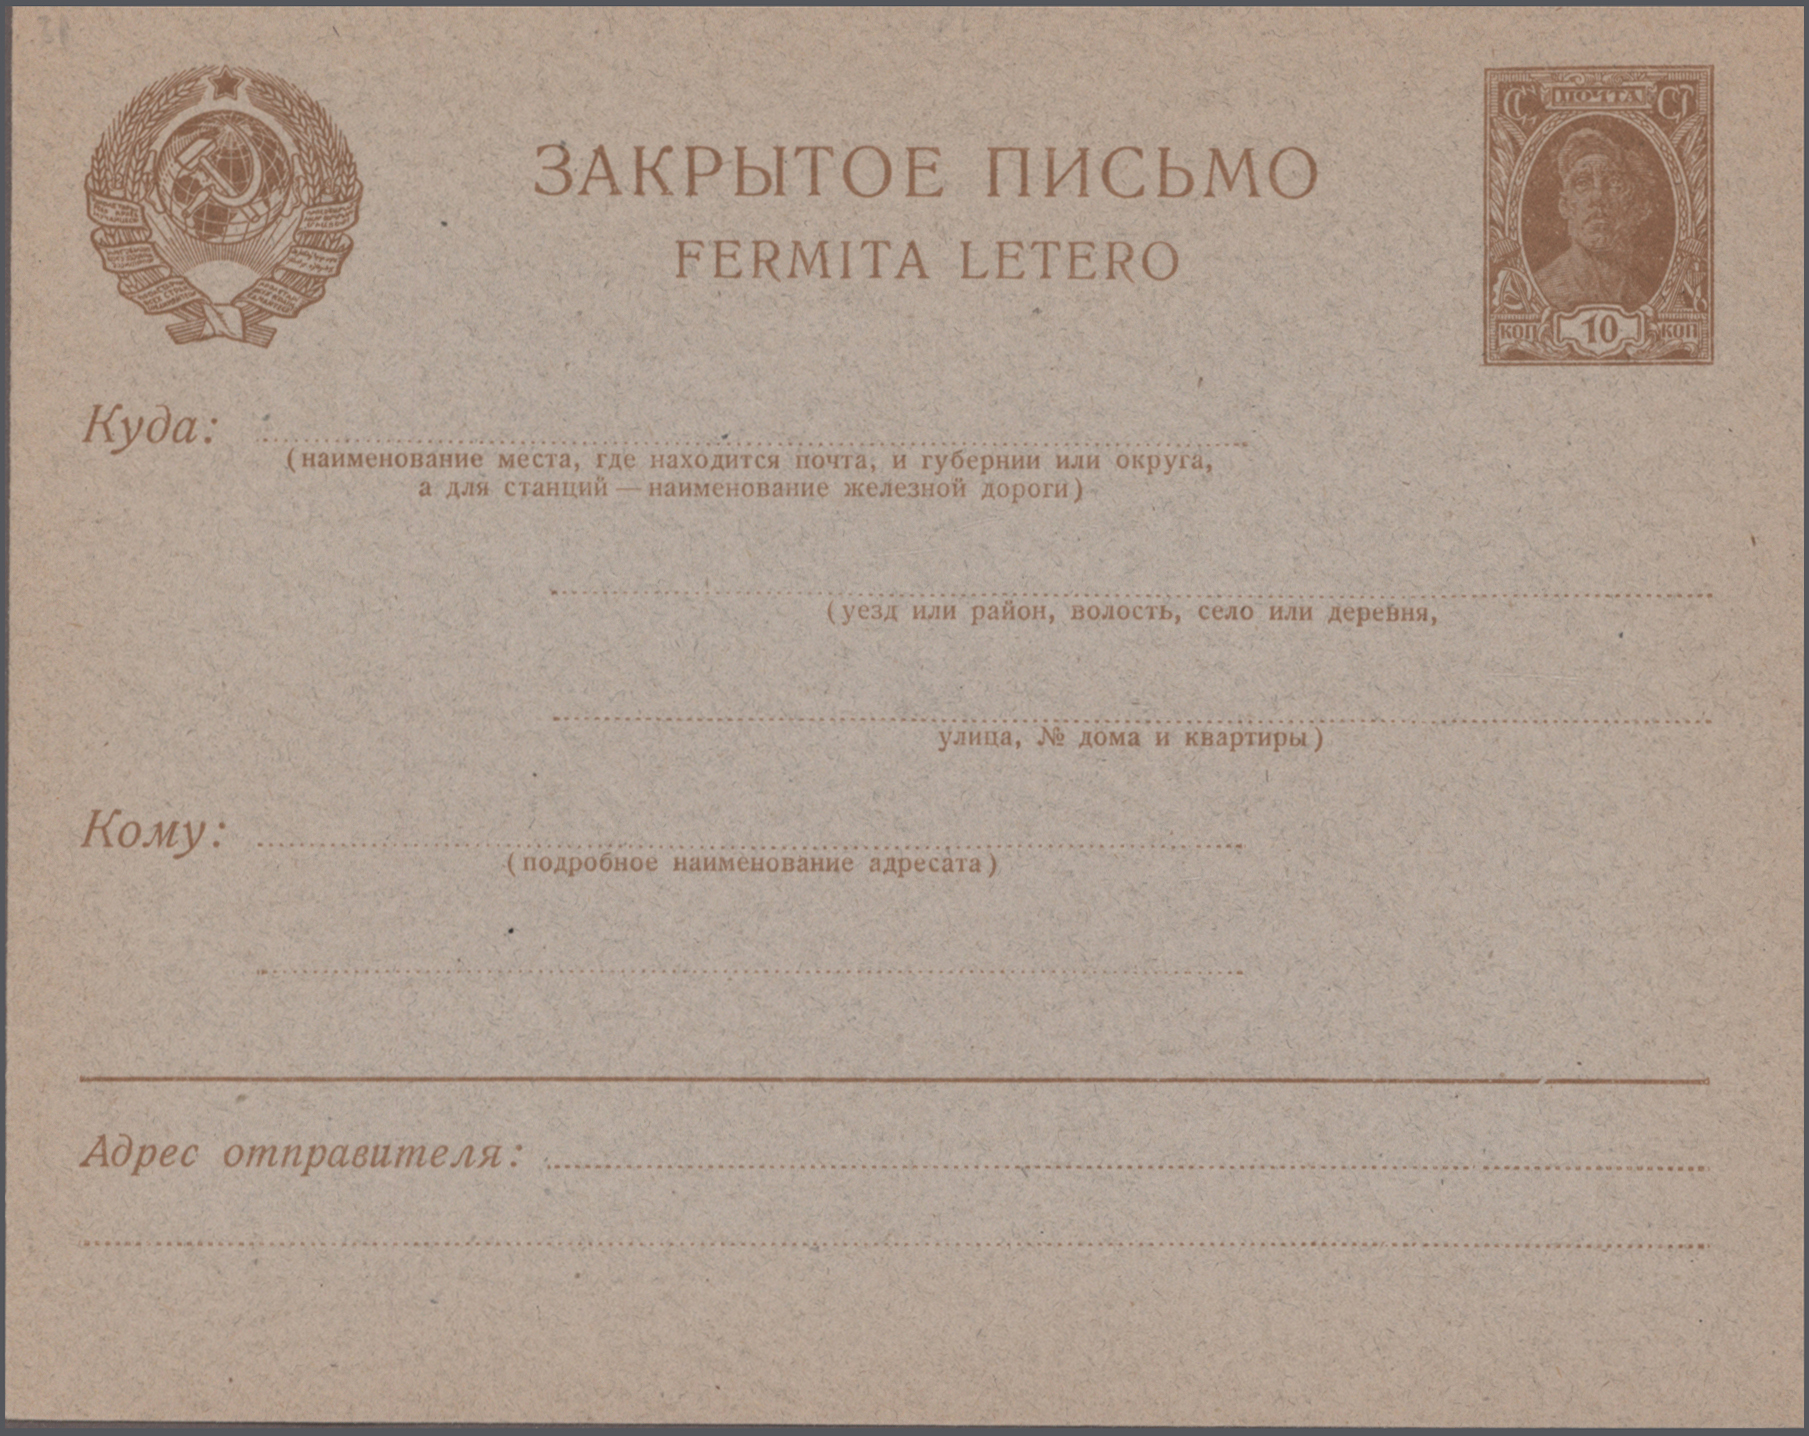 ЗАКРЫТОЕ ПИСЬМО
FERMITA LETERO
ПОЧТА
КОП 10 КОП
Куда:
(наименование места, где находится почта, и губернии или округа,
а для станций — наименование железной дороги)
(уезд или район, волость, село или деревня,
улица, № дома и квартиры)
Кому:
(подробное наименование адресата)
Адрес отправителя: